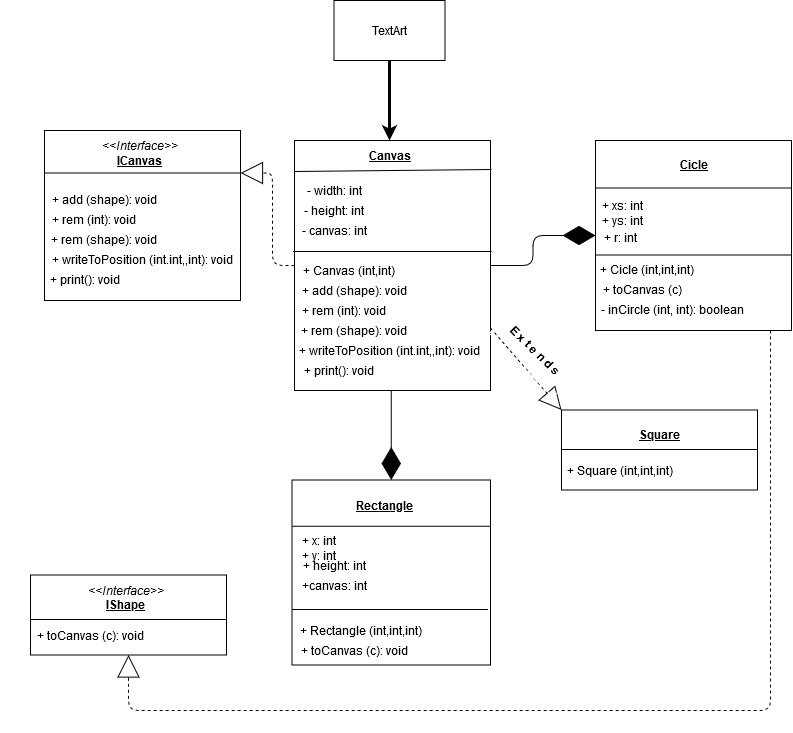 TextArt
<<Interface>>
ICanvas
+ add (shape): void
+ rem (int): void
+ rem (shape): void
+ writeToPosition (int.int,,int): void
+ print(): void
Canvas
- width: int
- height: int
- canvas: int
+ Canvas (int,int)
+ add (shape): void
+ rem (int): void
+ rem (shape): void
+ writeToPosition (int.int,,int): void
+ print(): void
Cicle
+ xs: int
+ ys: int
+ r: int
+ Cicle (int,int,int)
+ toCanvas (c)
- inCircle (int, int): boolean
Extends
Square
+ Square (int,int,int)
Rectangle
+ x: int
+ y: int
+ height: int
+canvas: int
+ Rectangle (int,int,int)
+ toCanvas (c): void
<<Interface>>
IShape
+ toCanvas (c): void